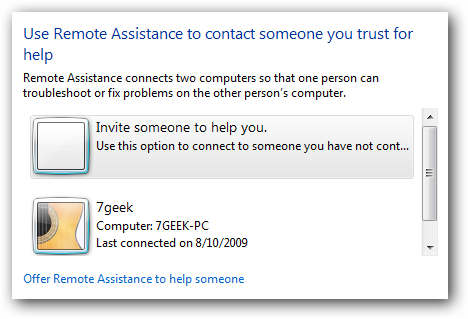 Use Remote Assistance to contact someone you trust for
help
Remote Assistance connects two computers so that one person can
troubleshoot or fix problems on the other person's computer.
Invite someone to help you.
Use this option to connect to someone you have not cont...
7geek
Computer: 7GEEK-PC
Last connected on 8/10/2009
Offer Remote Assistance to help someone